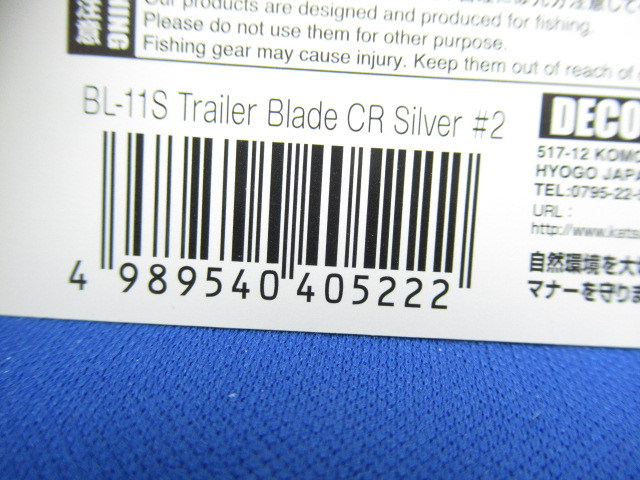 Our products are designed and produced for fishing.
Please do not use them for other purpose.
Fishing gear may cause injury. Keep them out of reach of
BL-11S Trailer Blade CR Silver #2
4 989540 405222
DECO
517-12 KOMO
HYOGO JAPA
TEL:0795-22-
URL :
http://www.kats
自然環境を大
マナーを守りま